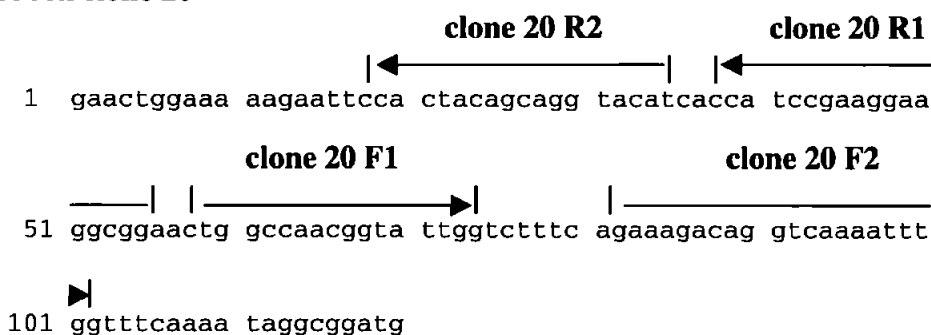 clone 20 R2 clone 20 R1
1 gaactggaaa aagaattcca ctacagcagg tacatcacca tccgaaggaa
clone 20 F1 clone 20 F2
51 ggcggaactg gccaacggta ttggtctttc agaaagacag gtcaaaattt
101 ggtttcaaaa taggcggatg